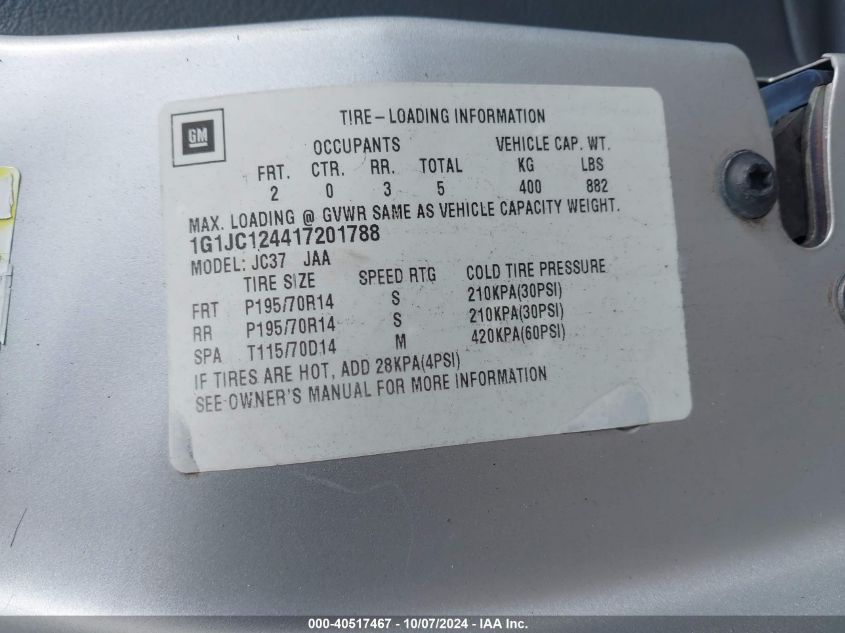 GM
TIRE-LOADING INFORMATION
OCCUPANTS VEHICLE CAP. WT.
FRT. CTR. RR. TOTAL KG LBS
2 0 3 5 400 882
MAX. LOADING @ GVWR SAME AS VEHICLE CAPACITY WEIGHT.
1G1JC124417201788
MODEL: JC37 JAA
TIRE SIZE SPEED RTG COLD TIRE PRESSURE
FRT P195/70R14 S 210KPA(30PSI)
RR P195/70R14 S 210KPA(30PSI)
SPA T115/70D14 M 420KPA(60PSI)
IF TIRES ARE HOT, ADD 28KPA(4PSI)
SEE OWNER'S MANUAL FOR MORE INFORMATION
000-40517467 - 10/07/2024 - IAA Inc.